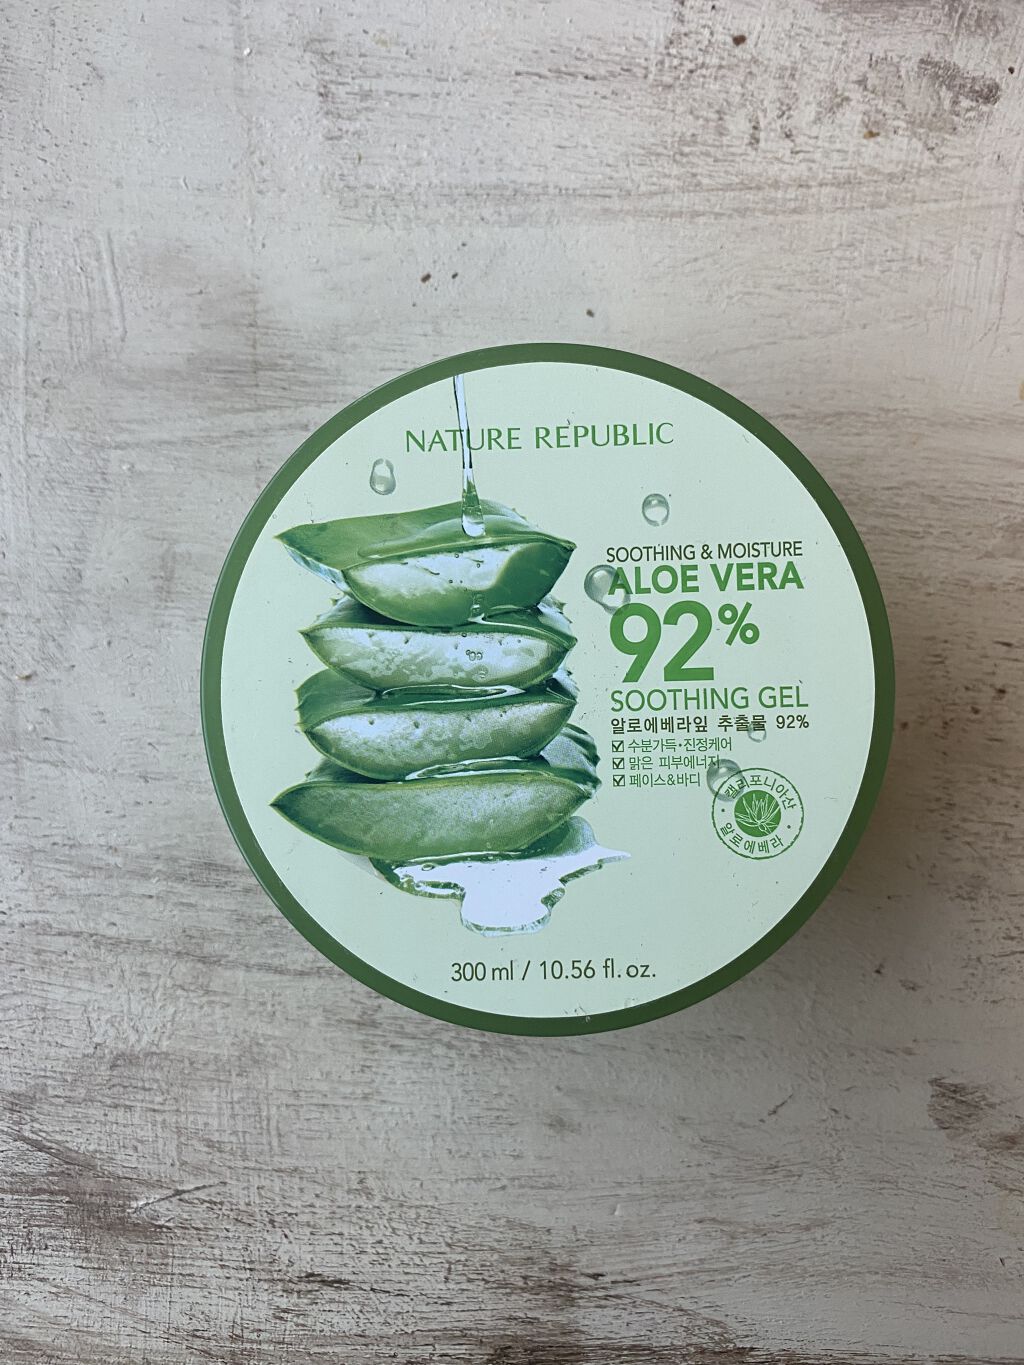 NATURE REPUBLIC
SOOTHING & MOISTURE
ALOE VERA
92%
SOOTHING GEL
알로에베라잎 추출물 92%
☑ 수분가득·진정케어
☑ 맑은 피부에너지
☑ 페이스&바디
캘리포니아산
알로에베라
300 ml / 10.56 fl. oz.